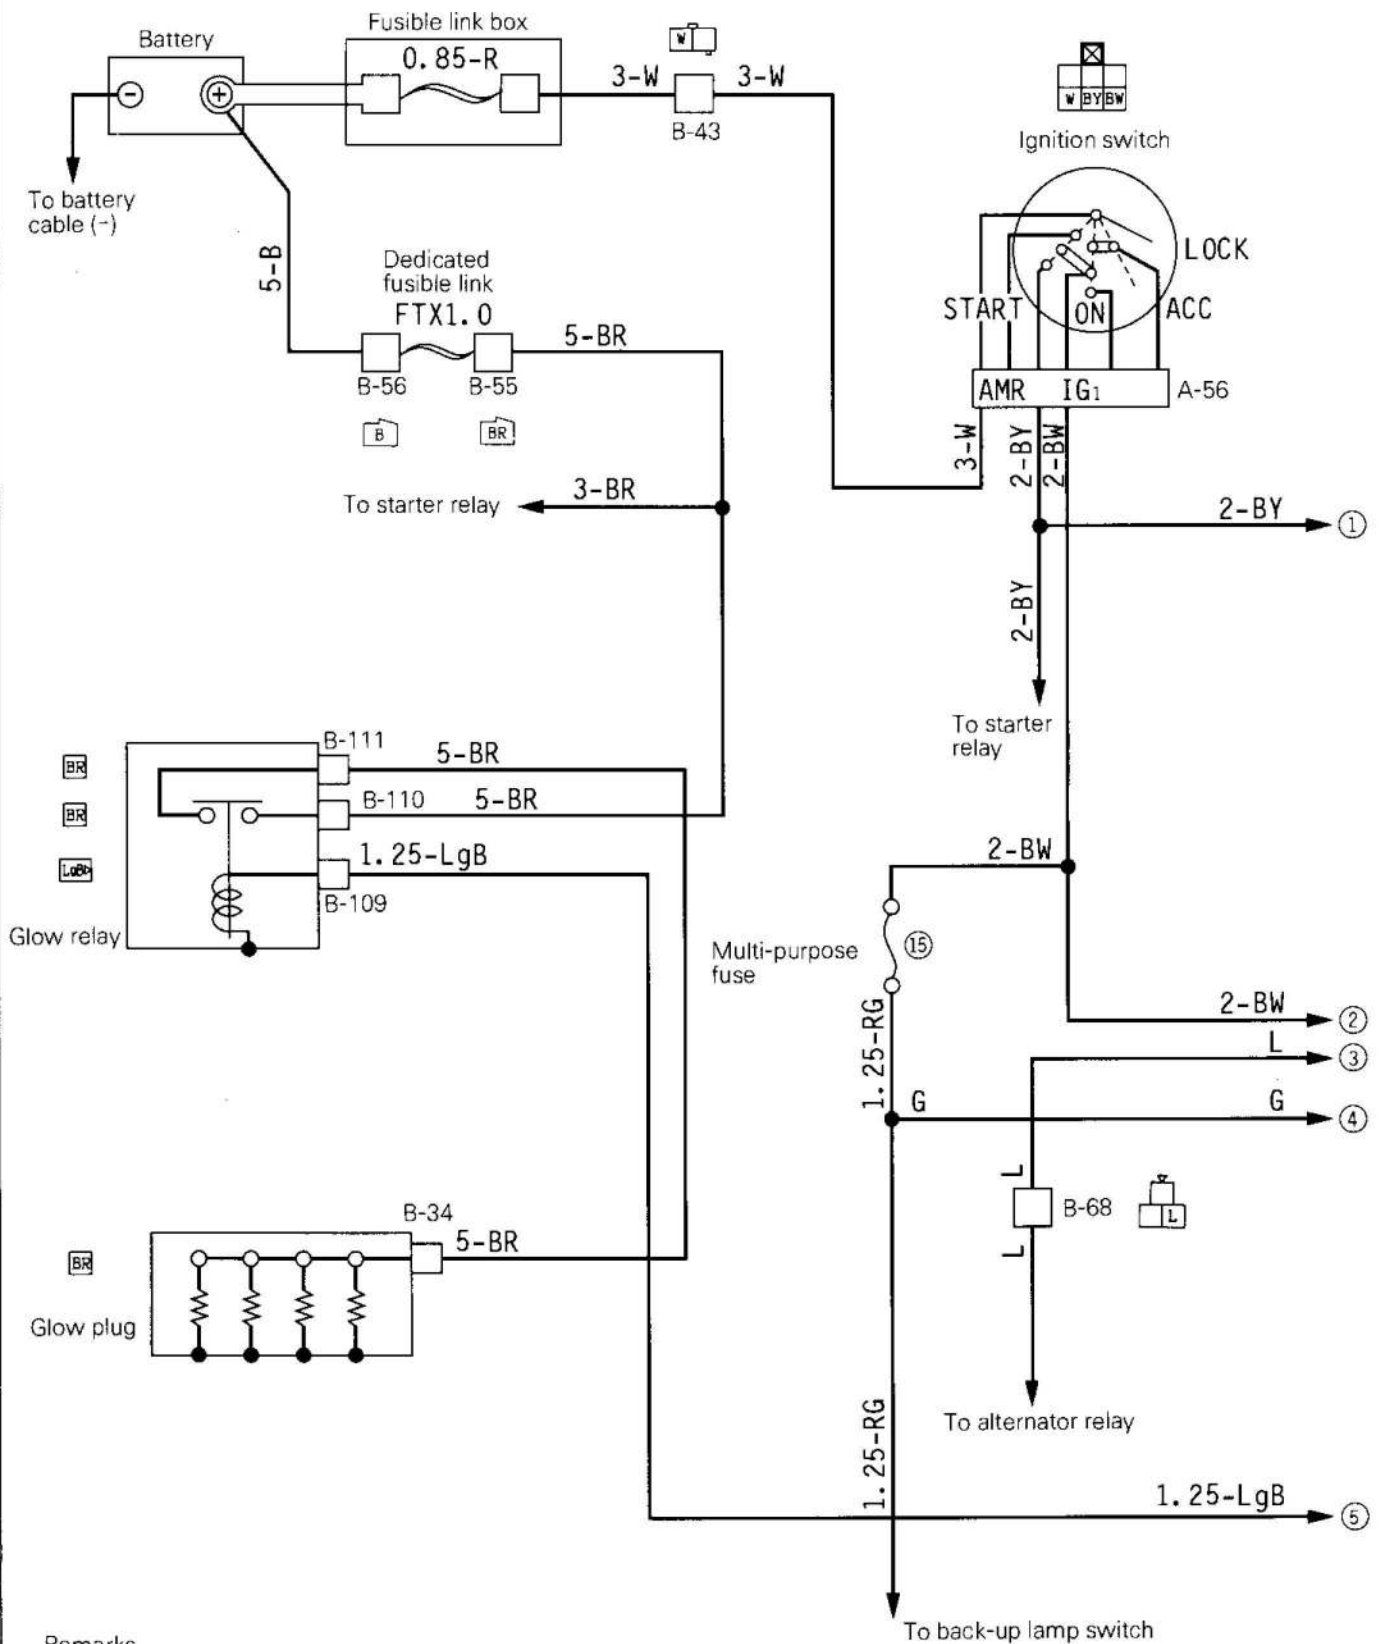 Fusible link box
Battery
0.85-R
W
3-W
3-W
B-43
W BY BW
Ignition switch
To battery
cable (-)
5-B
Dedicated
fusible link
FTX1.0
5-BR
B-56
B-55
B
BR
LOCK
START
ON
ACC
AMR IG1
A-56
3-W
2-BY
2-BW
To starter relay
3-BR
2-BY
1
2-BY
To starter
relay
B-111
5-BR
BR
B-110
5-BR
BR
1.25-LgB
B-109
Glow relay
2-BW
Multi-purpose
fuse
15
1.25-RG
2-BW
2
L
3
G
G
4
L
B-68
L
L
B-34
5-BR
BR
Glow plug
To alternator relay
1.25-RG
1.25-LgB
5
To back-up lamp switch